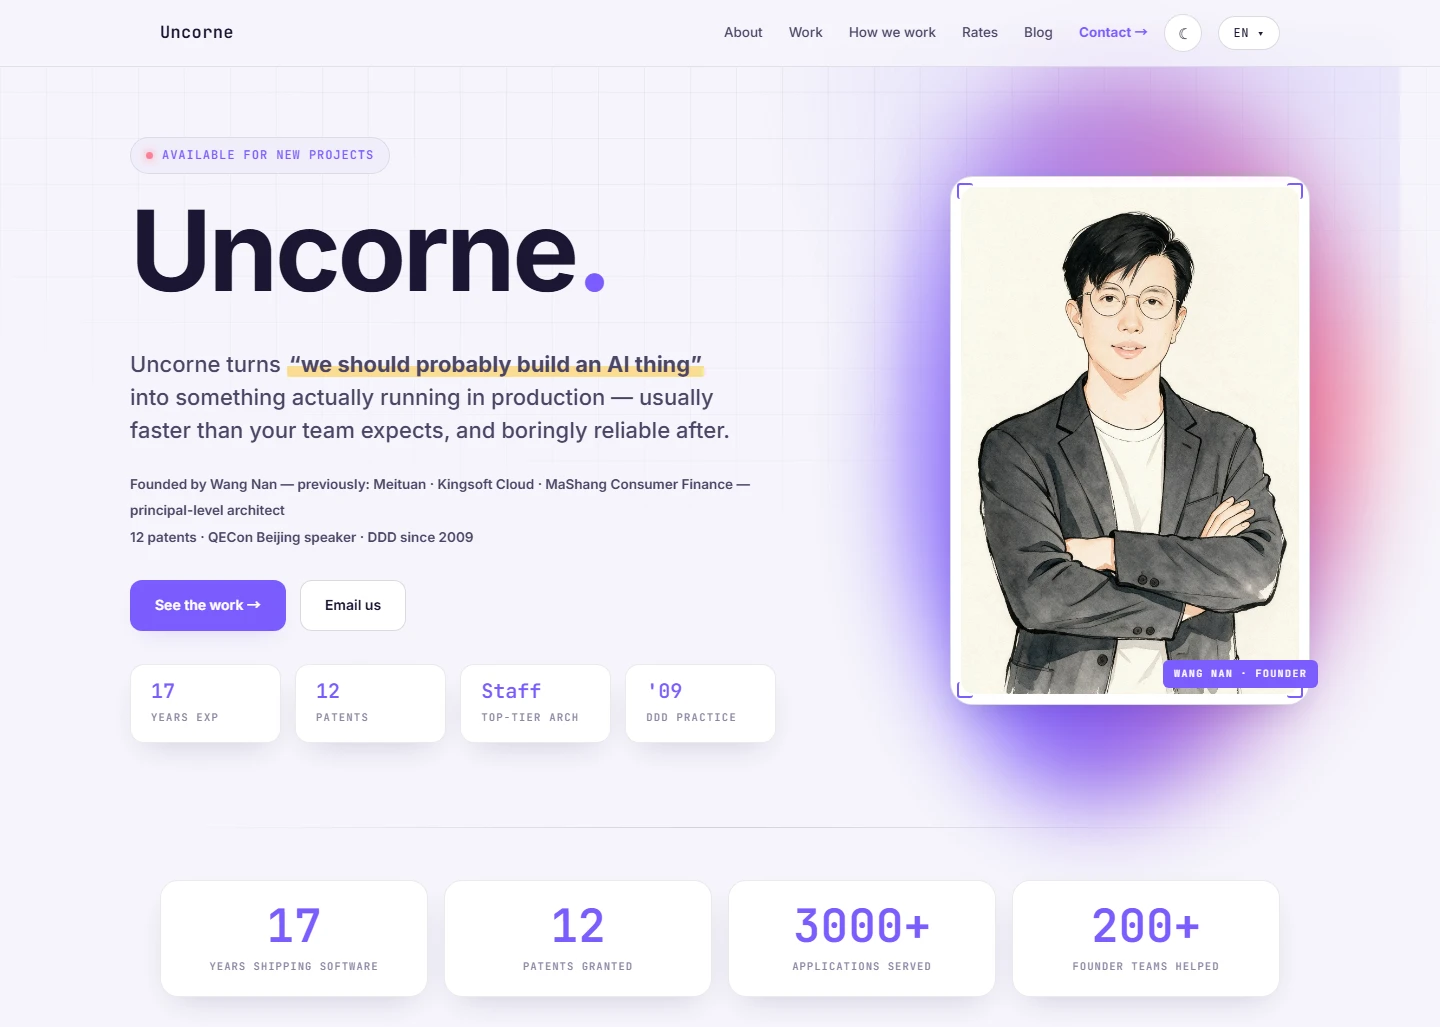 Uncorne
About Work How we work Rates Blog Contact → EN ▾
AVAILABLE FOR NEW PROJECTS
Uncorne.
Uncorne turns “we should probably build an AI thing”
into something actually running in production — usually
faster than your team expects, and boringly reliable after.
Founded by Wang Nan — previously: Meituan · Kingsoft Cloud · MaShang Consumer Finance —
principal-level architect
12 patents · QECon Beijing speaker · DDD since 2009
See the work →
Email us
17
YEARS EXP
12
PATENTS
Staff
TOP-TIER ARCH
'09
DDD PRACTICE
WANG NAN · FOUNDER
17
YEARS SHIPPING SOFTWARE
12
PATENTS GRANTED
3000+
APPLICATIONS SERVED
200+
FOUNDER TEAMS HELPED